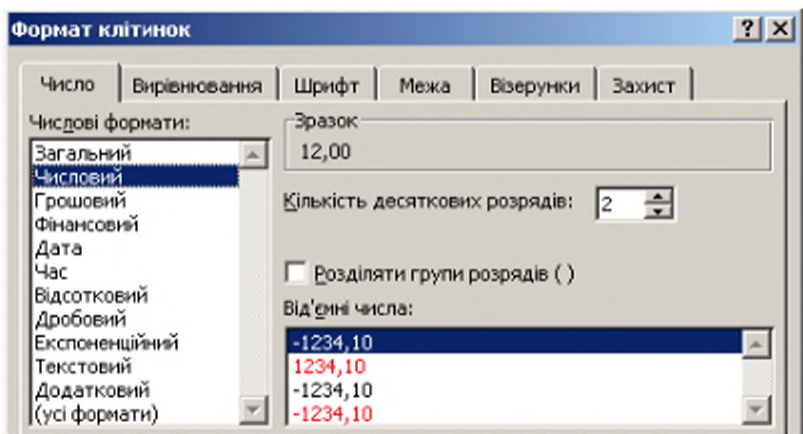 Формат клітинок
Число Вирівнювання Шрифт Межа Візерунки Захист
Числові формати:
Загальний
Числовий
Грошовий
Фінансовий
Дата
Час
Відсотковий
Дробовий
Експоненційний
Текстовий
Додатковий
(усі формати)
Зразок
12,00
Кількість десяткових розрядів: 2
Розділяти групи розрядів ( )
Від'ємні числа:
-1234,10
1234,10
-1234,10
-1234,10